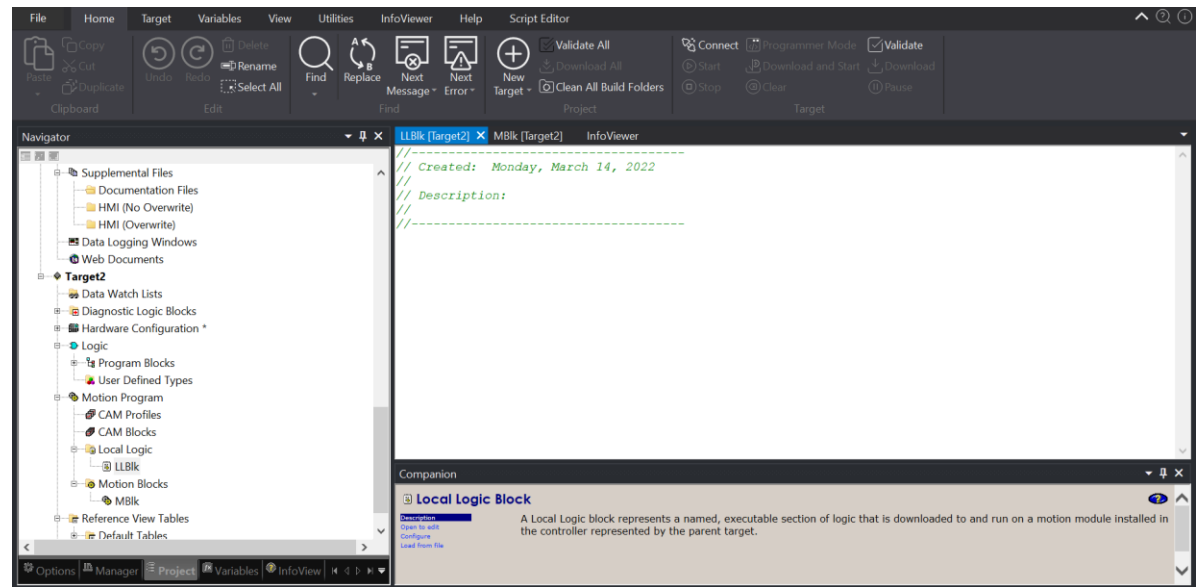 File Home Target Variables View Utilities InfoViewer Help Script Editor
Copy Delete Validate All Connect Programmer Mode Validate
Cut Rename Download All Start Download and Start Download
Paste Duplicate Undo Redo Select All Find Replace Next Message Next Error New Target Clean All Build Folders Stop Clear Pause
Clipboard Edit Find Project Target
Navigator
LLBlk [Target2] MBlk [Target2] InfoViewer
Supplemental Files
Documentation Files
HMI (No Overwrite)
HMI (Overwrite)
Data Logging Windows
Web Documents
Target2
Data Watch Lists
Diagnostic Logic Blocks
Hardware Configuration *
Logic
Program Blocks
User Defined Types
Motion Program
CAM Profiles
CAM Blocks
Local Logic
LLBlk
Motion Blocks
MBlk
Reference View Tables
Default Tables
Options Manager Project Variables InfoView
//------------------------------------
// Created: Monday, March 14, 2022
//
// Description:
//
//------------------------------------
Companion
Local Logic Block
Description
Open to edit
Configure
Load from file
A Local Logic block represents a named, executable section of logic that is downloaded to and run on a motion module installed in
the controller represented by the parent target.